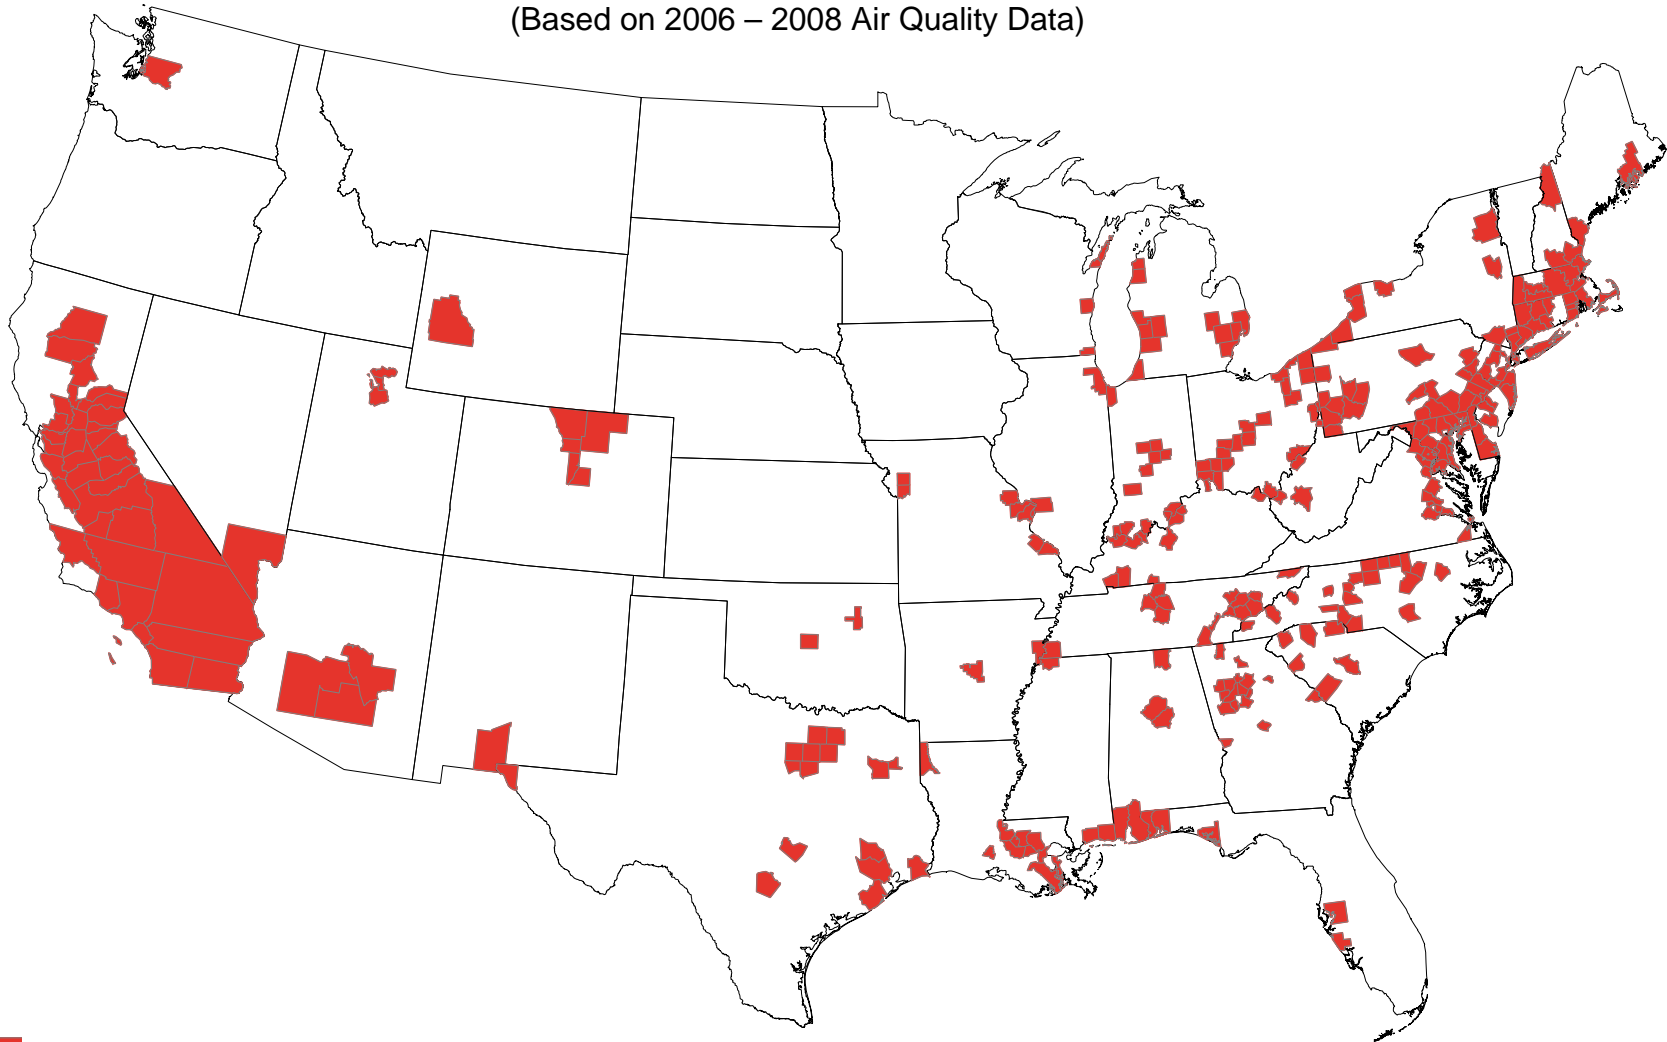 (Based on 2006 – 2008 Air Quality Data)